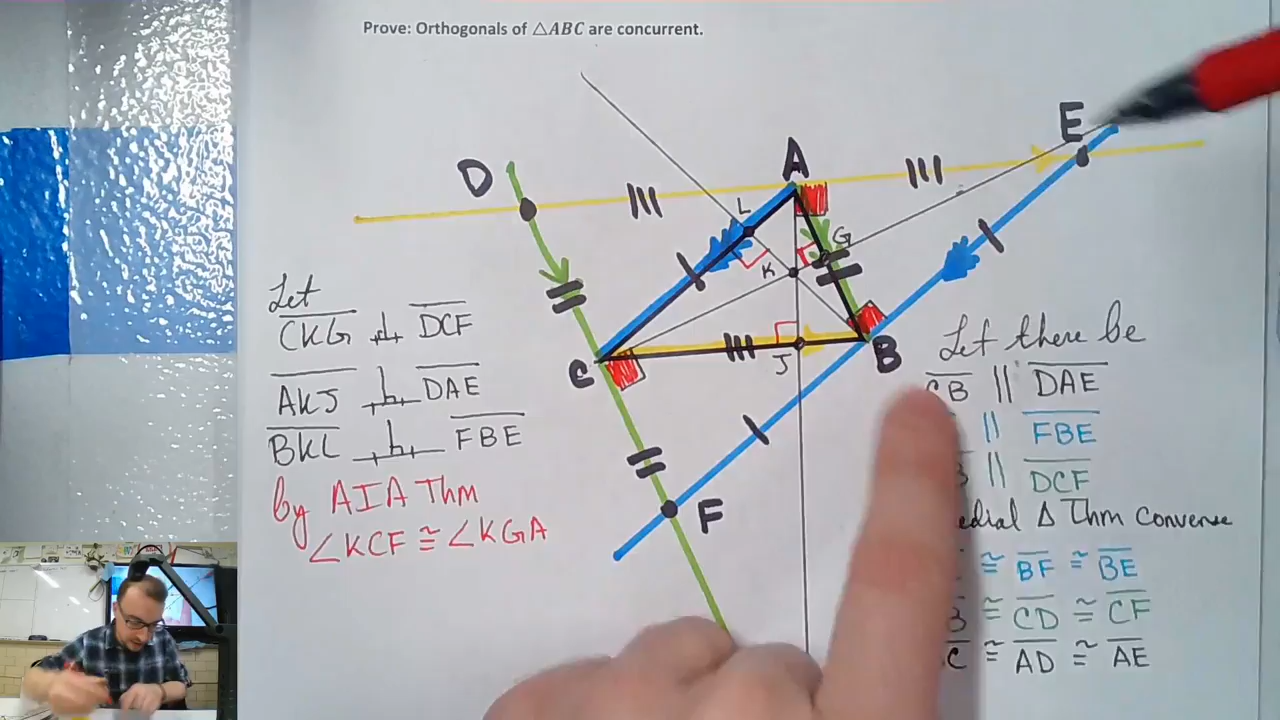 Prove: Orthogonals of △ABC are concurrent.
D
A
E
L
G
K
C
J
B
F
Let
CKG ⊥ DCF
AKJ ⊥ DAE
BKL ⊥ FBE
by AIA Thm
∠KCF ≅ ∠KGA
Let there be
CB || DAE
|| FBE
|| DCF
Δ Thm converse
≅ BF ≅ BE
≅ CD ≅ CF
C ≅ AD ≅ AE